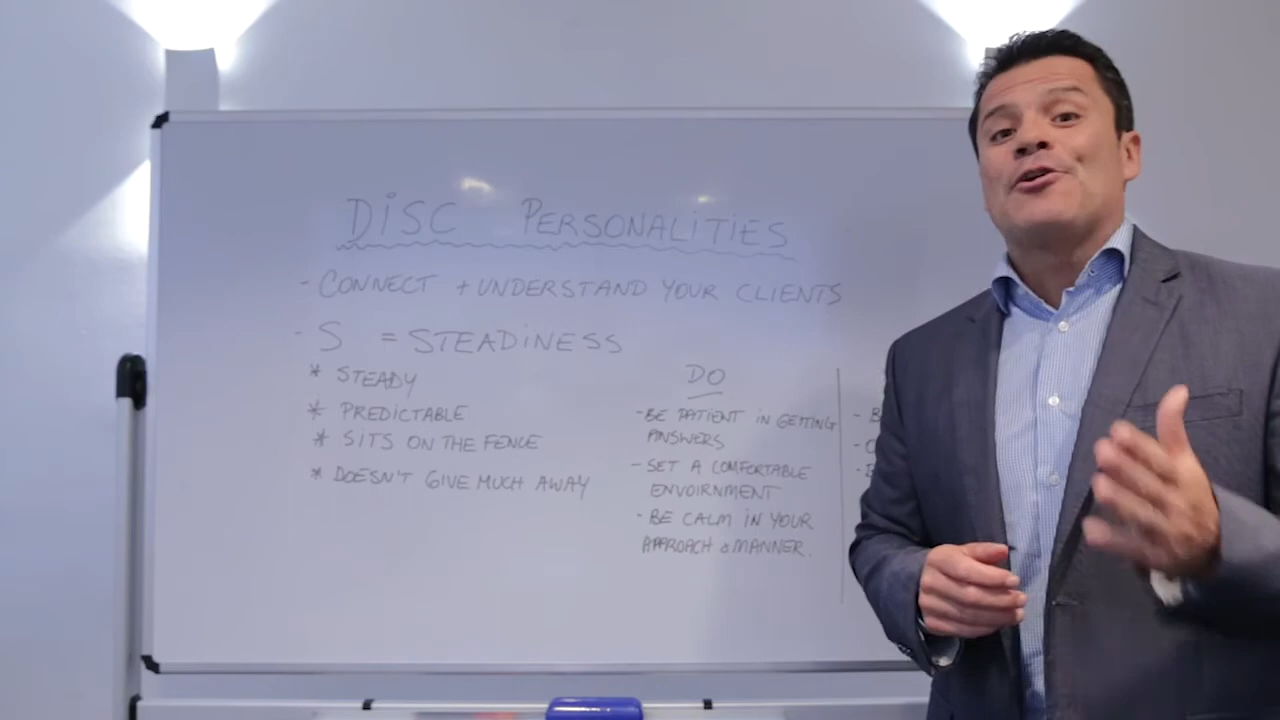 DiSC PERSONALiTiES
- CONNECT + UNDERSTAND YOUR CLIENTS
- S = STEADiNESS
* STEADY
* PREDICTABLE
* SITS ON THE FENCE
* DOESN'T GIVE MUCH AWAY
DO
- BE PATIENT iN GETTING
ANSWERS
- SET A COMFORTABLE
ENVOIRNMENT
- BE CALM IN YOUR
APPROACH & MANNER.